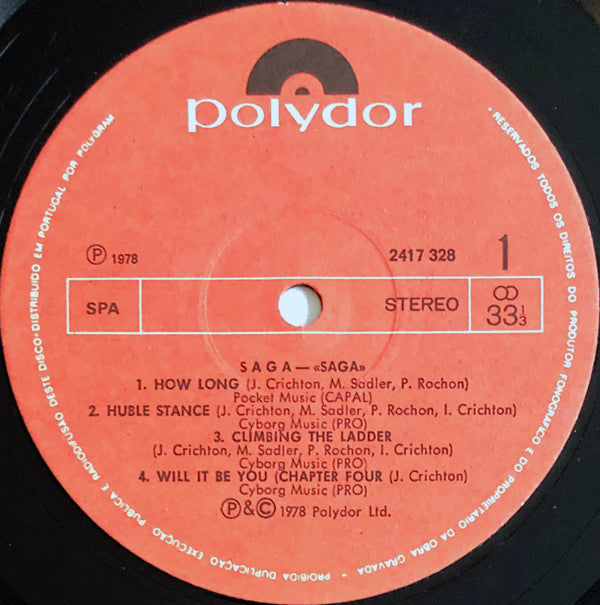 polydor
Ⓟ 1978
2417 328
1
SPA
STEREO
33 1/3
SAGA — «SAGA»
1. HOW LONG (J. Crichton, M. Sadler, P. Rochon)
Pocket Music (CAPAL)
2. HUBLE STANCE (J. Crichton, M. Sadler, P. Rochon, I. Crichton)
Cyborg Music (PRO)
3. CLIMBING THE LADDER
(J. Crichton, M. Sadler, P. Rochon, I. Crichton)
Cyborg Music (PRO)
4. WILL IT BE YOU (CHAPTER FOUR (J. Crichton)
Cyborg Music (PRO)
Ⓟ&© 1978 Polydor Ltd.
• RESERVADOS TODOS OS DIREITOS DO PRODUTOR FONOGRÁFICO E DO PROPRIETÁRIO DA OBRA GRAVADA • PROIBIDA DUPLICAÇÃO EXECUÇÃO PÚBLICA E RADIODIFUSÃO DESTE DISCO • DISTRIBUIDO EM PORTUGAL POR POLYGRAM